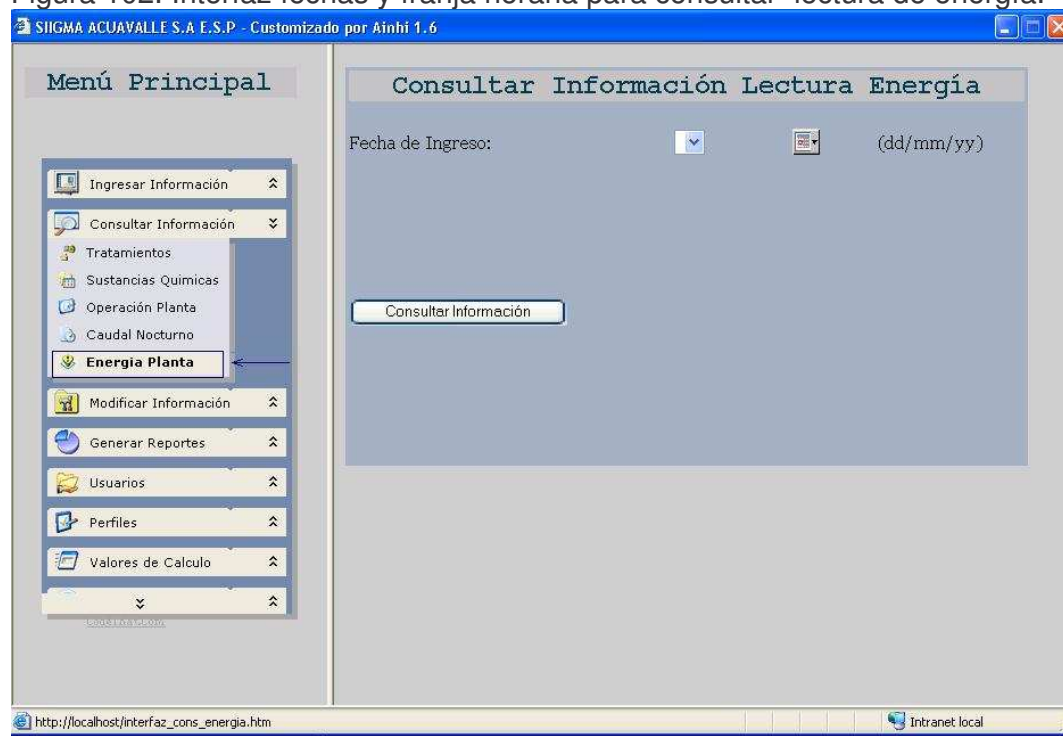 Figura 102. Interfaz fechas y franja horaria para consultar lectura de energía.
SIIGMA ACUAVALLE S.A E.S.P - Customizado por Ainhi 1.6
Menú Principal
Ingresar Información
Consultar Información
Tratamientos
Sustancias Quimicas
Operación Planta
Caudal Nocturno
Energia Planta
Modificar Información
Generar Reportes
Usuarios
Perfiles
Valores de Calculo
Consultar Información Lectura Energía
Fecha de Ingreso:
(dd/mm/yy)
Consultar Información
http://localhost/interfaz_cons_energia.htm
Intranet local